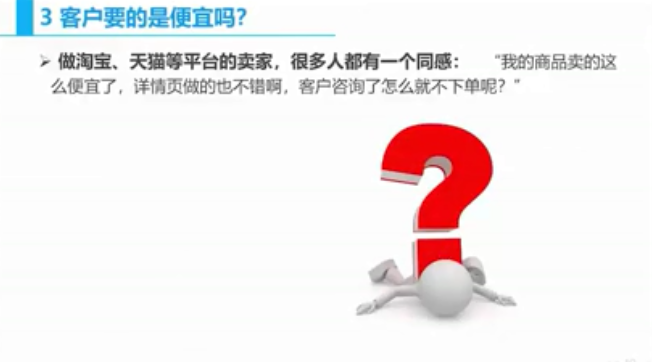 3 客户要的是便宜吗?
做淘宝、天猫等平台的卖家，很多人都有一个同感： “我的商品卖的这
么便宜了，详情页做的也不错啊，客户咨询了怎么就不下单呢？”